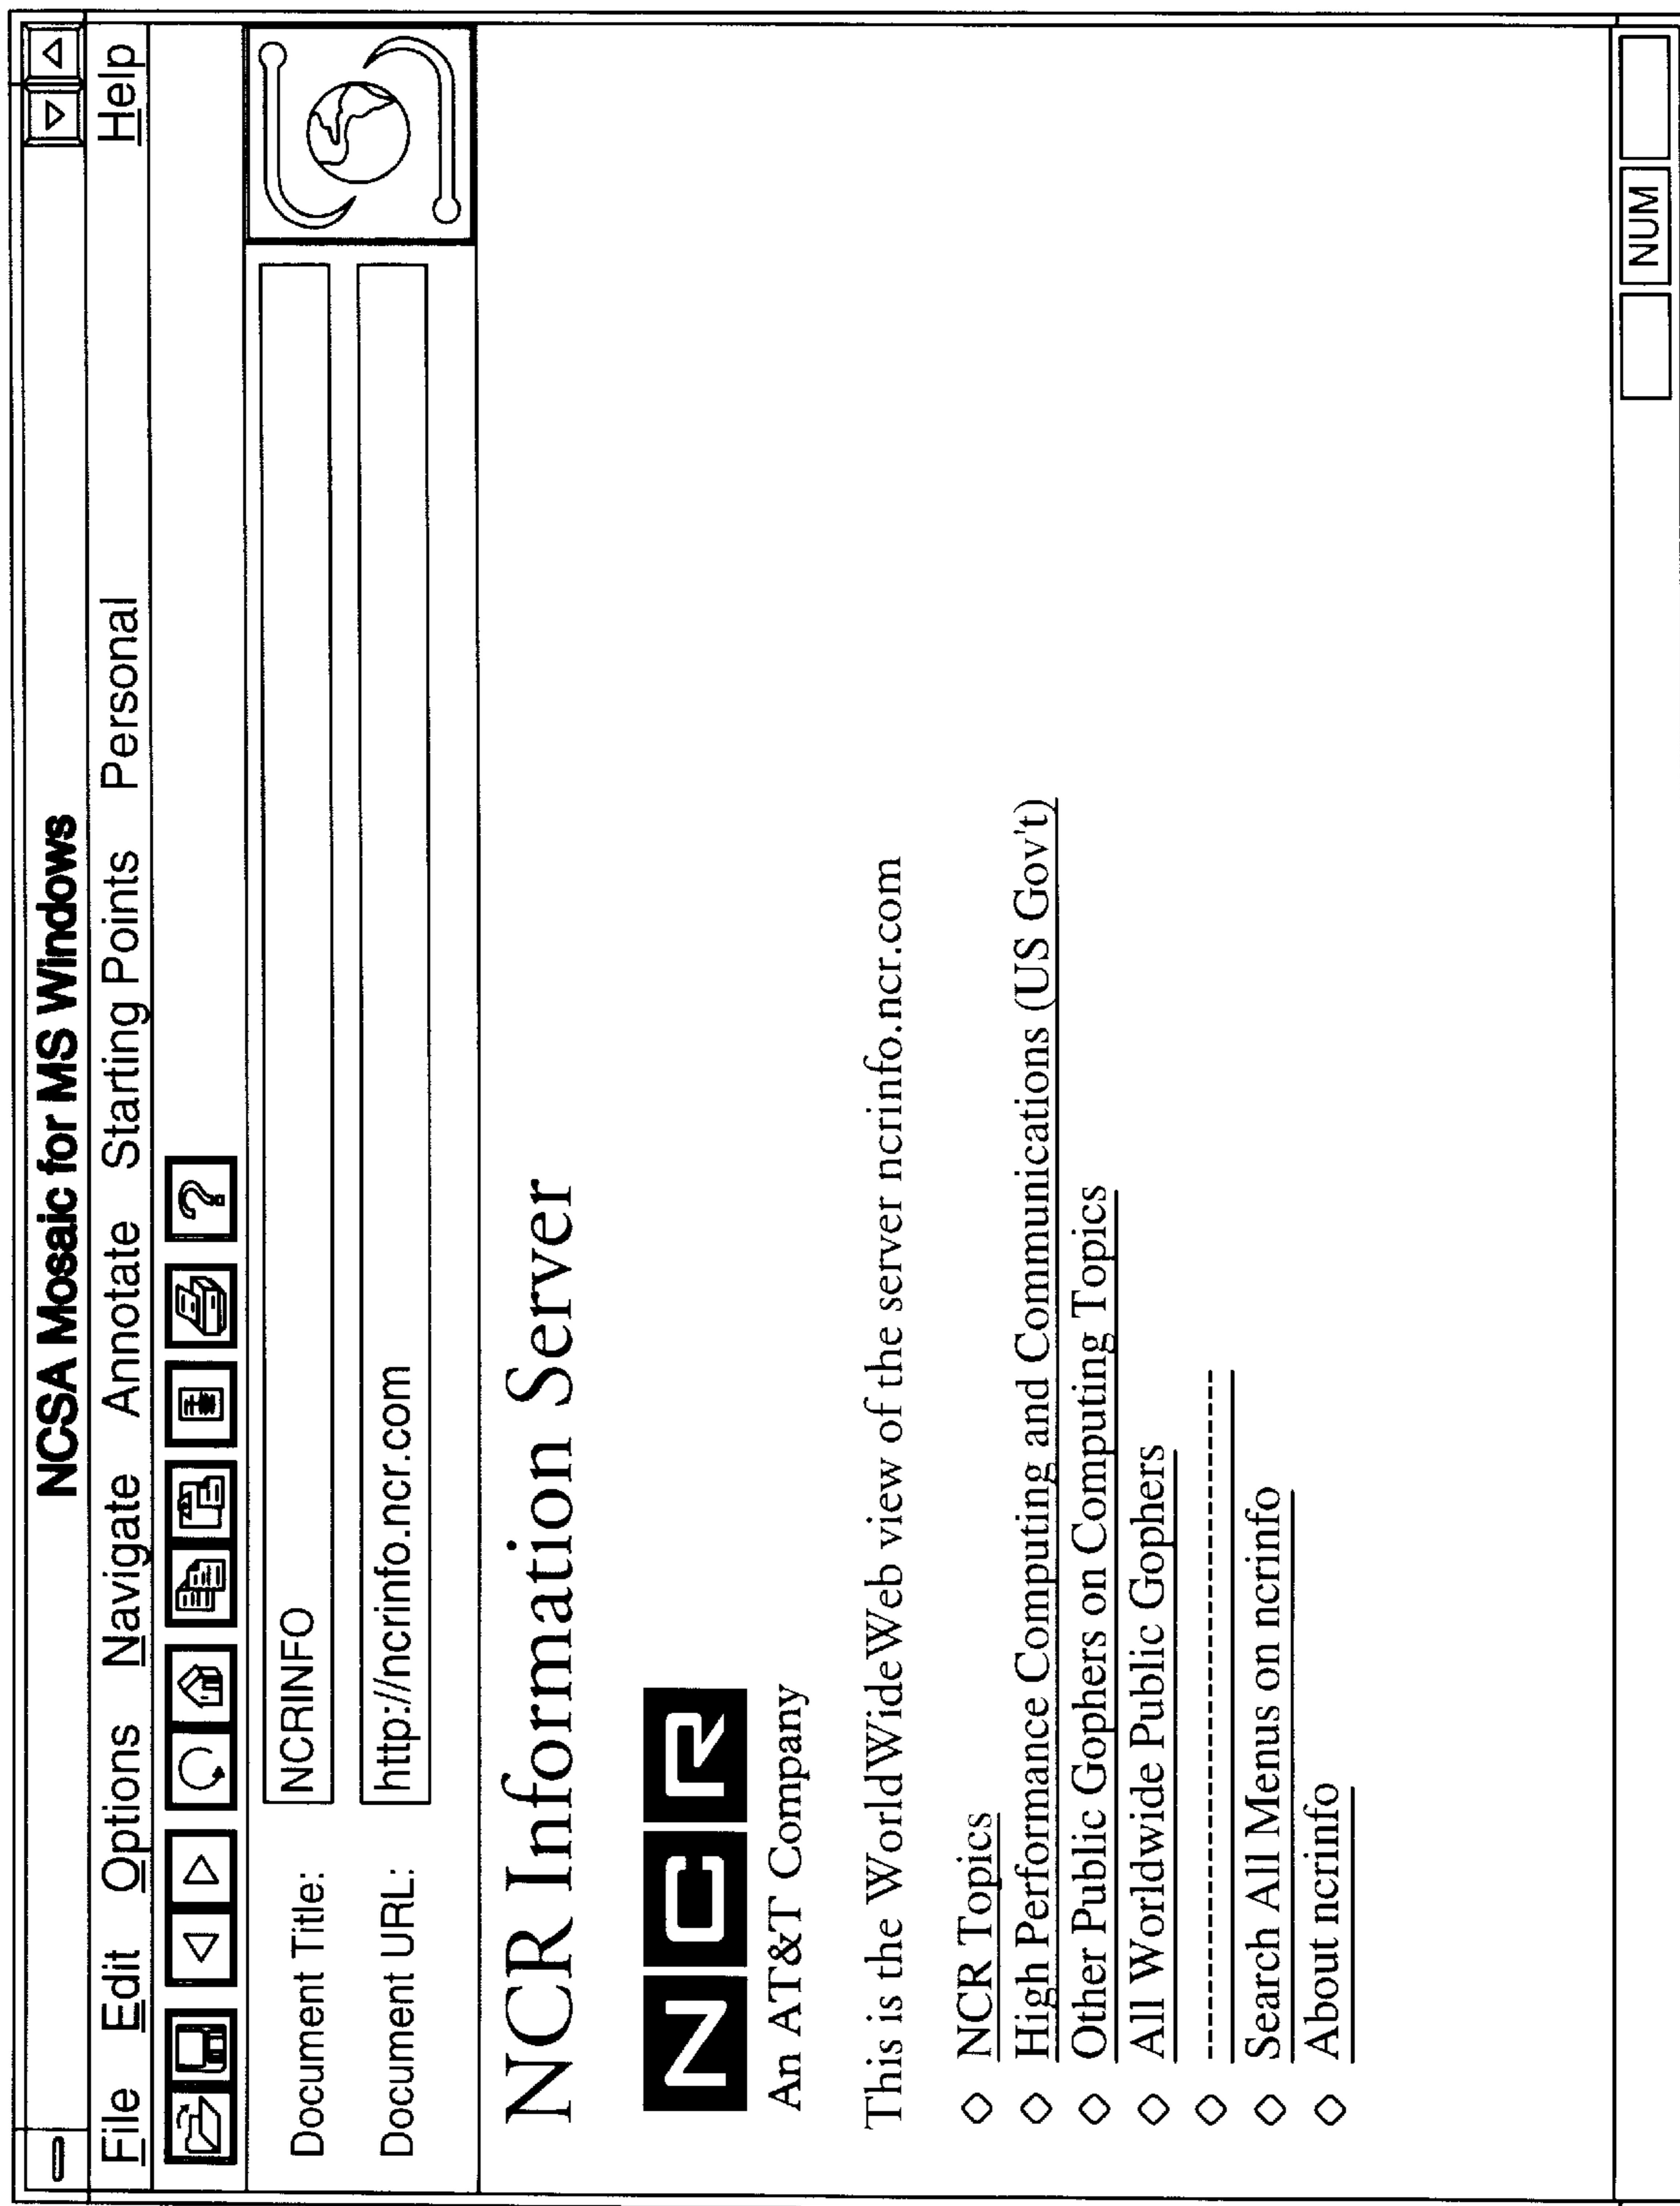 NCSA Mosaic for MS Windows
File Edit Options Navigate Annotate Starting Points Personal Help
?
Document Title: NCRINFO
Document URL: http://ncrinfo.ncr.com
NCR Information Server
NCR
An AT&T Company
This is the WorldWideWeb view of the server ncrinfo.ncr.com
◇ NCR Topics
◇ High Performance Computing and Communications (US Gov't)
◇ Other Public Gophers on Computing Topics
◇ All Worldwide Public Gophers
◇ --------------------
◇ Search All Menus on ncrinfo
◇ About ncrinfo
NUM